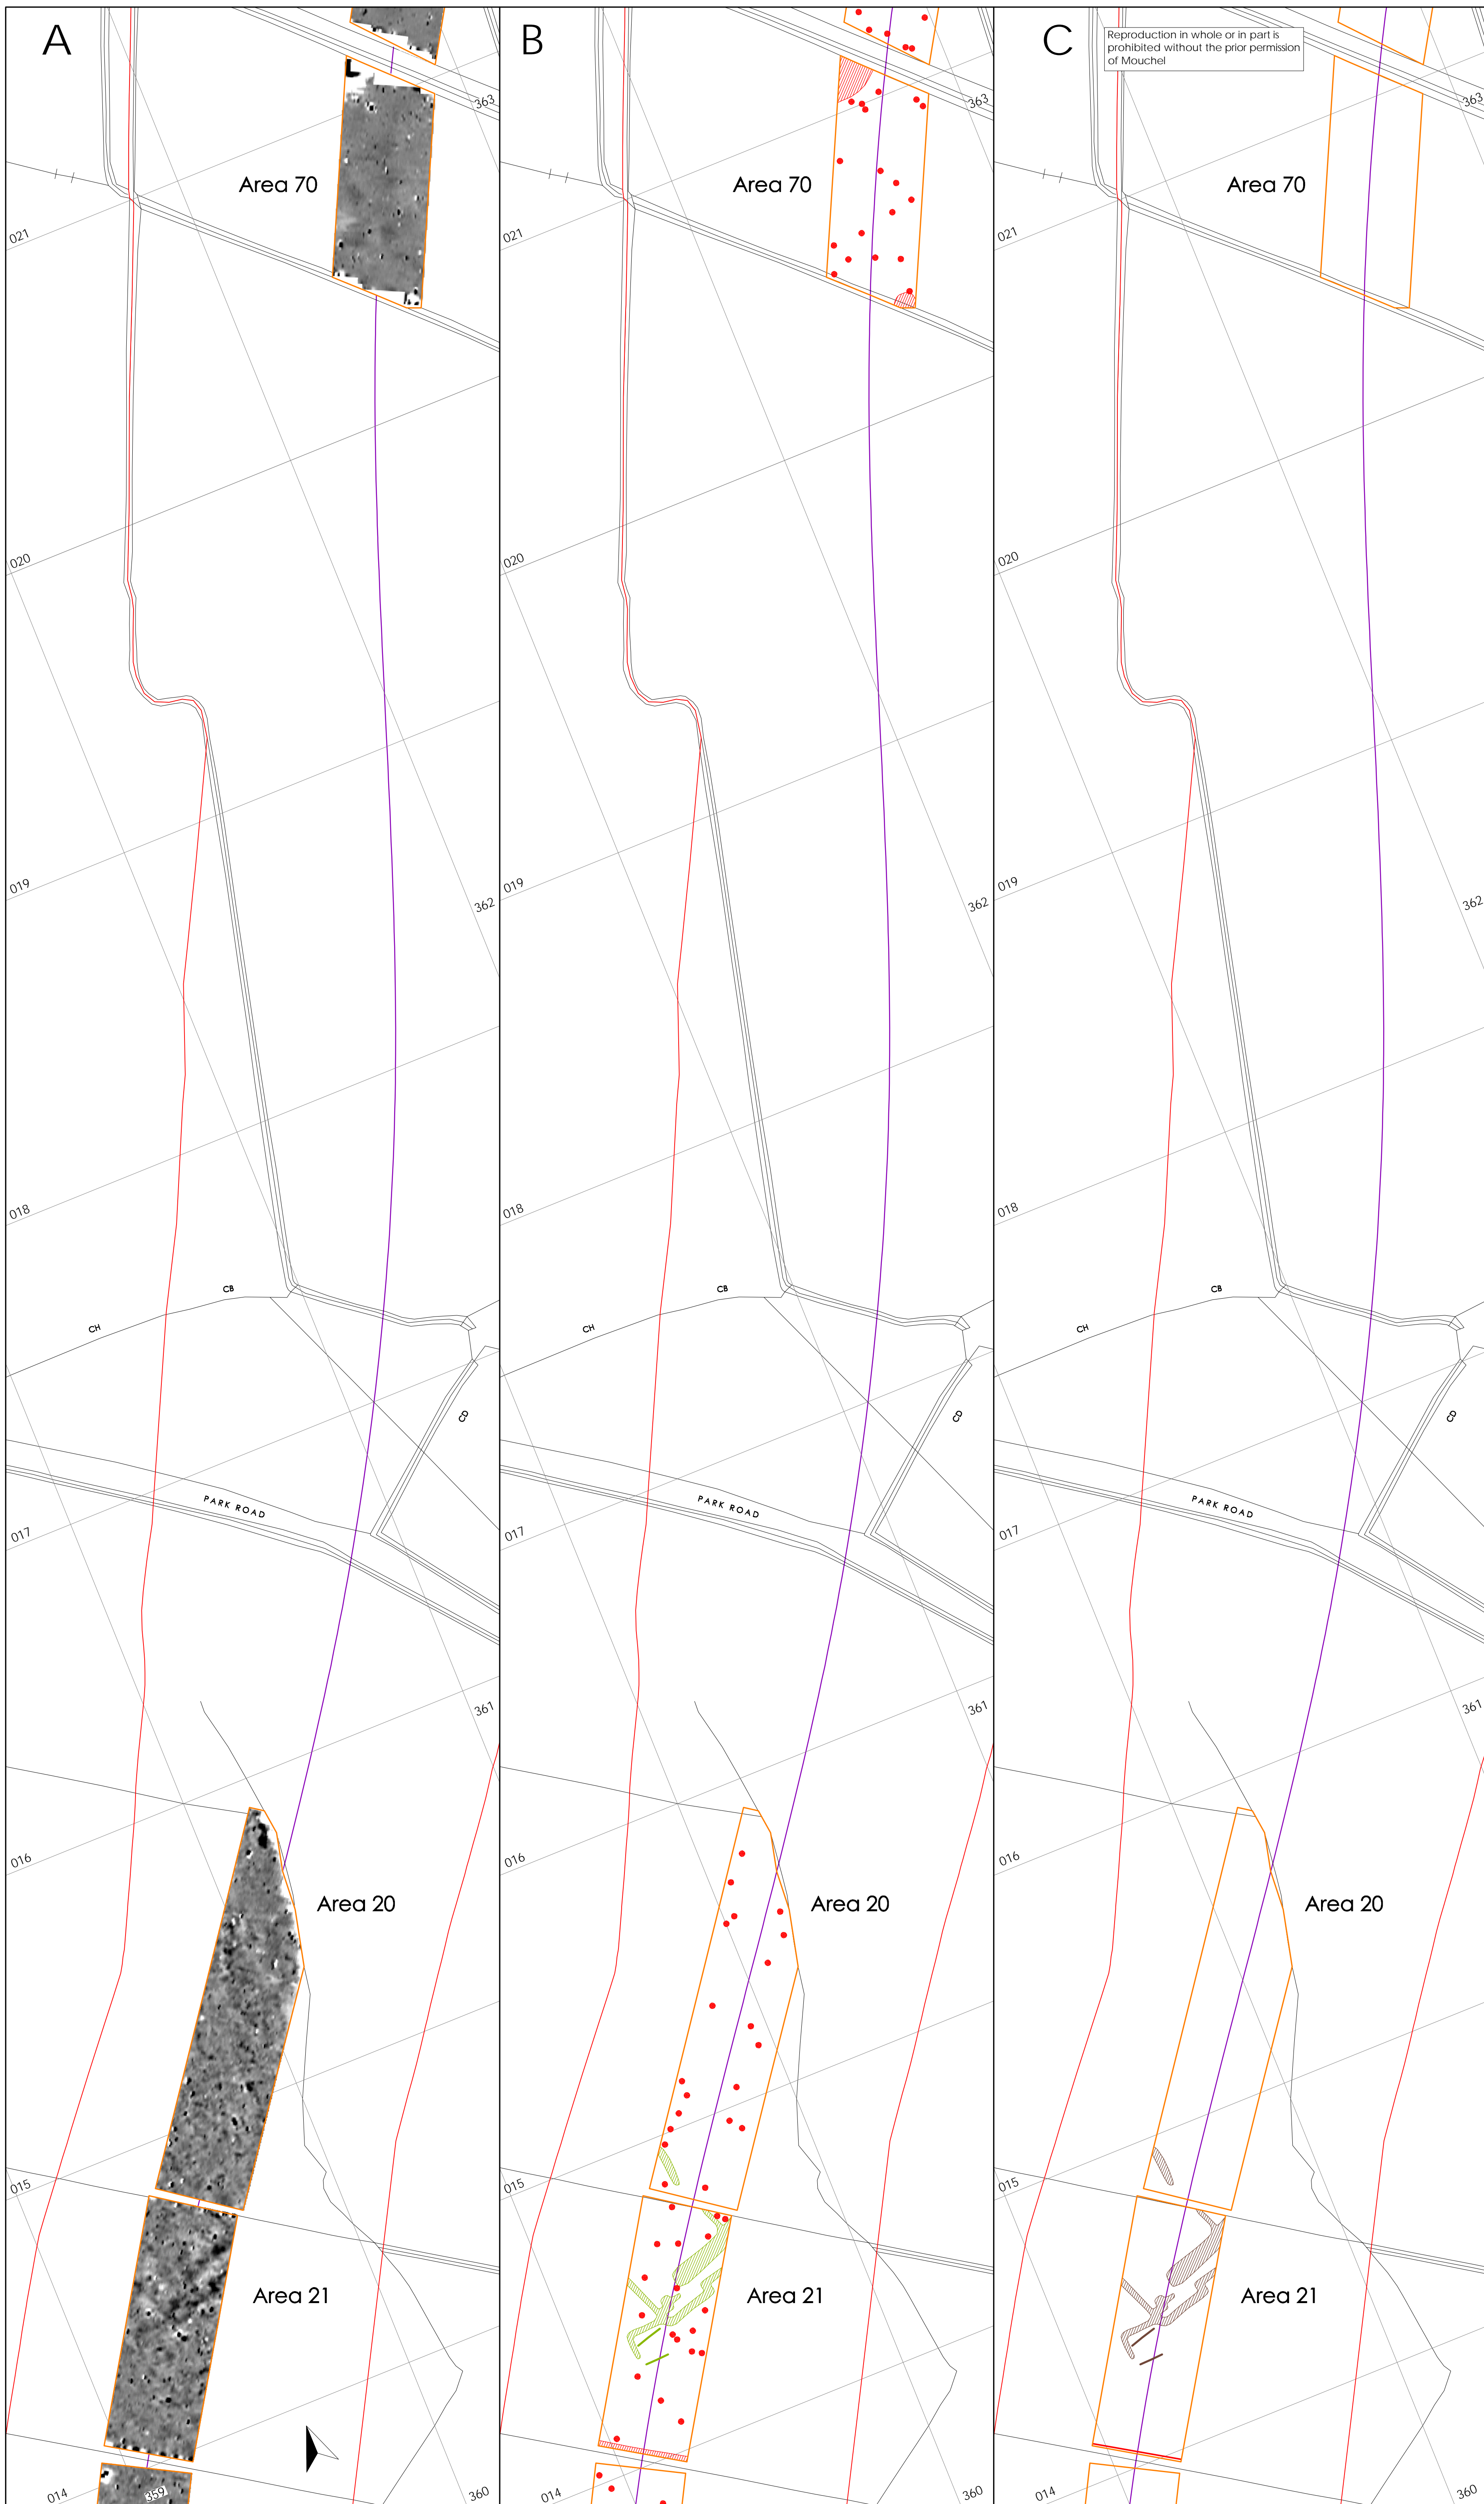 A
363
Area 70
021
020
019
362
018
CB
CH
CD
PARK ROAD
017
361
016
Area 20
015
Area 21
014
359
360
B
363
Area 70
021
020
019
362
018
CB
CH
CD
PARK ROAD
017
361
016
Area 20
015
Area 21
014
360
C
Reproduction in whole or in part is
prohibited without the prior permission
of Mouchel
363
Area 70
021
020
019
362
018
CB
CH
CD
PARK ROAD
017
361
016
Area 20
015
Area 21
014
360